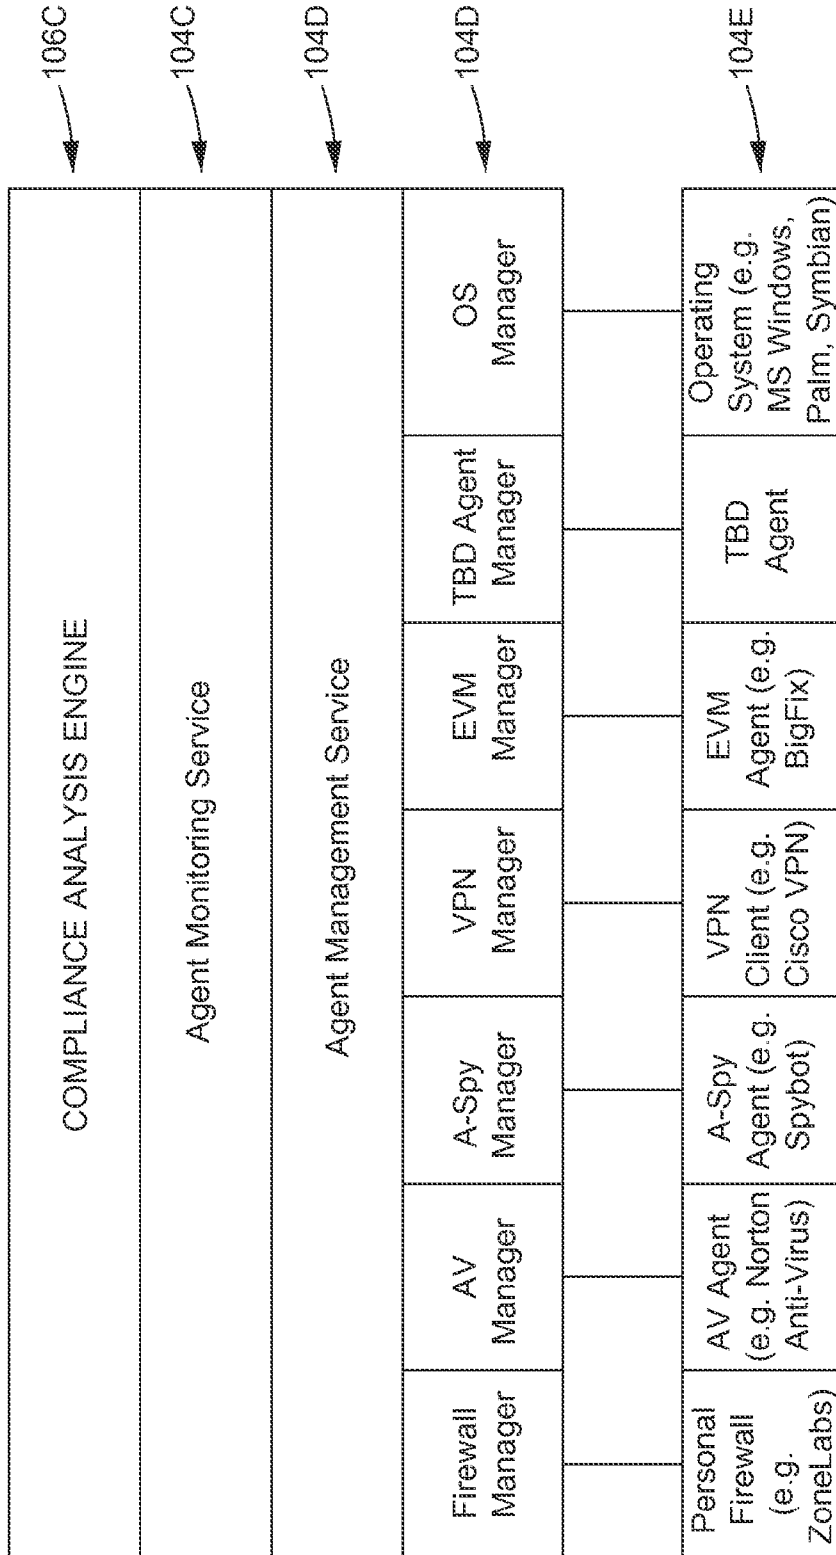 COMPLIANCE ANALYSIS ENGINE
106C
Agent Monitoring Service
104C
Agent Management Service
104D
Firewall
Manager
AV
Manager
A-Spy
Manager
VPN
Manager
EVM
Manager
TBD Agent
Manager
OS
Manager
104D
Personal
Firewall
(e.g.
ZoneLabs)
AV Agent
(e.g. Norton
Anti-Virus)
A-Spy
Agent (e.g.
Spybot)
VPN
Client (e.g.
Cisco VPN)
EVM
Agent (e.g.
BigFix)
TBD
Agent
Operating
System (e.g.
MS Windows,
Palm, Symbian)
104E